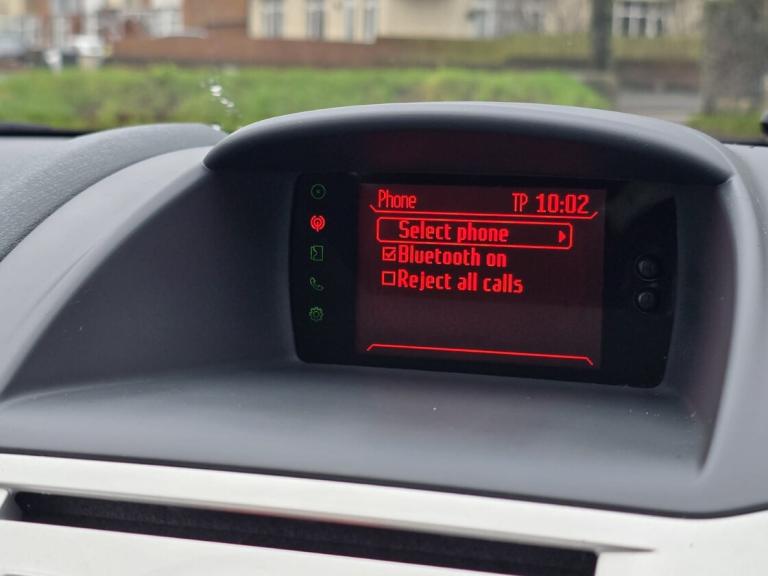 Phone TP 10:02
Select phone
Bluetooth on
Reject all calls